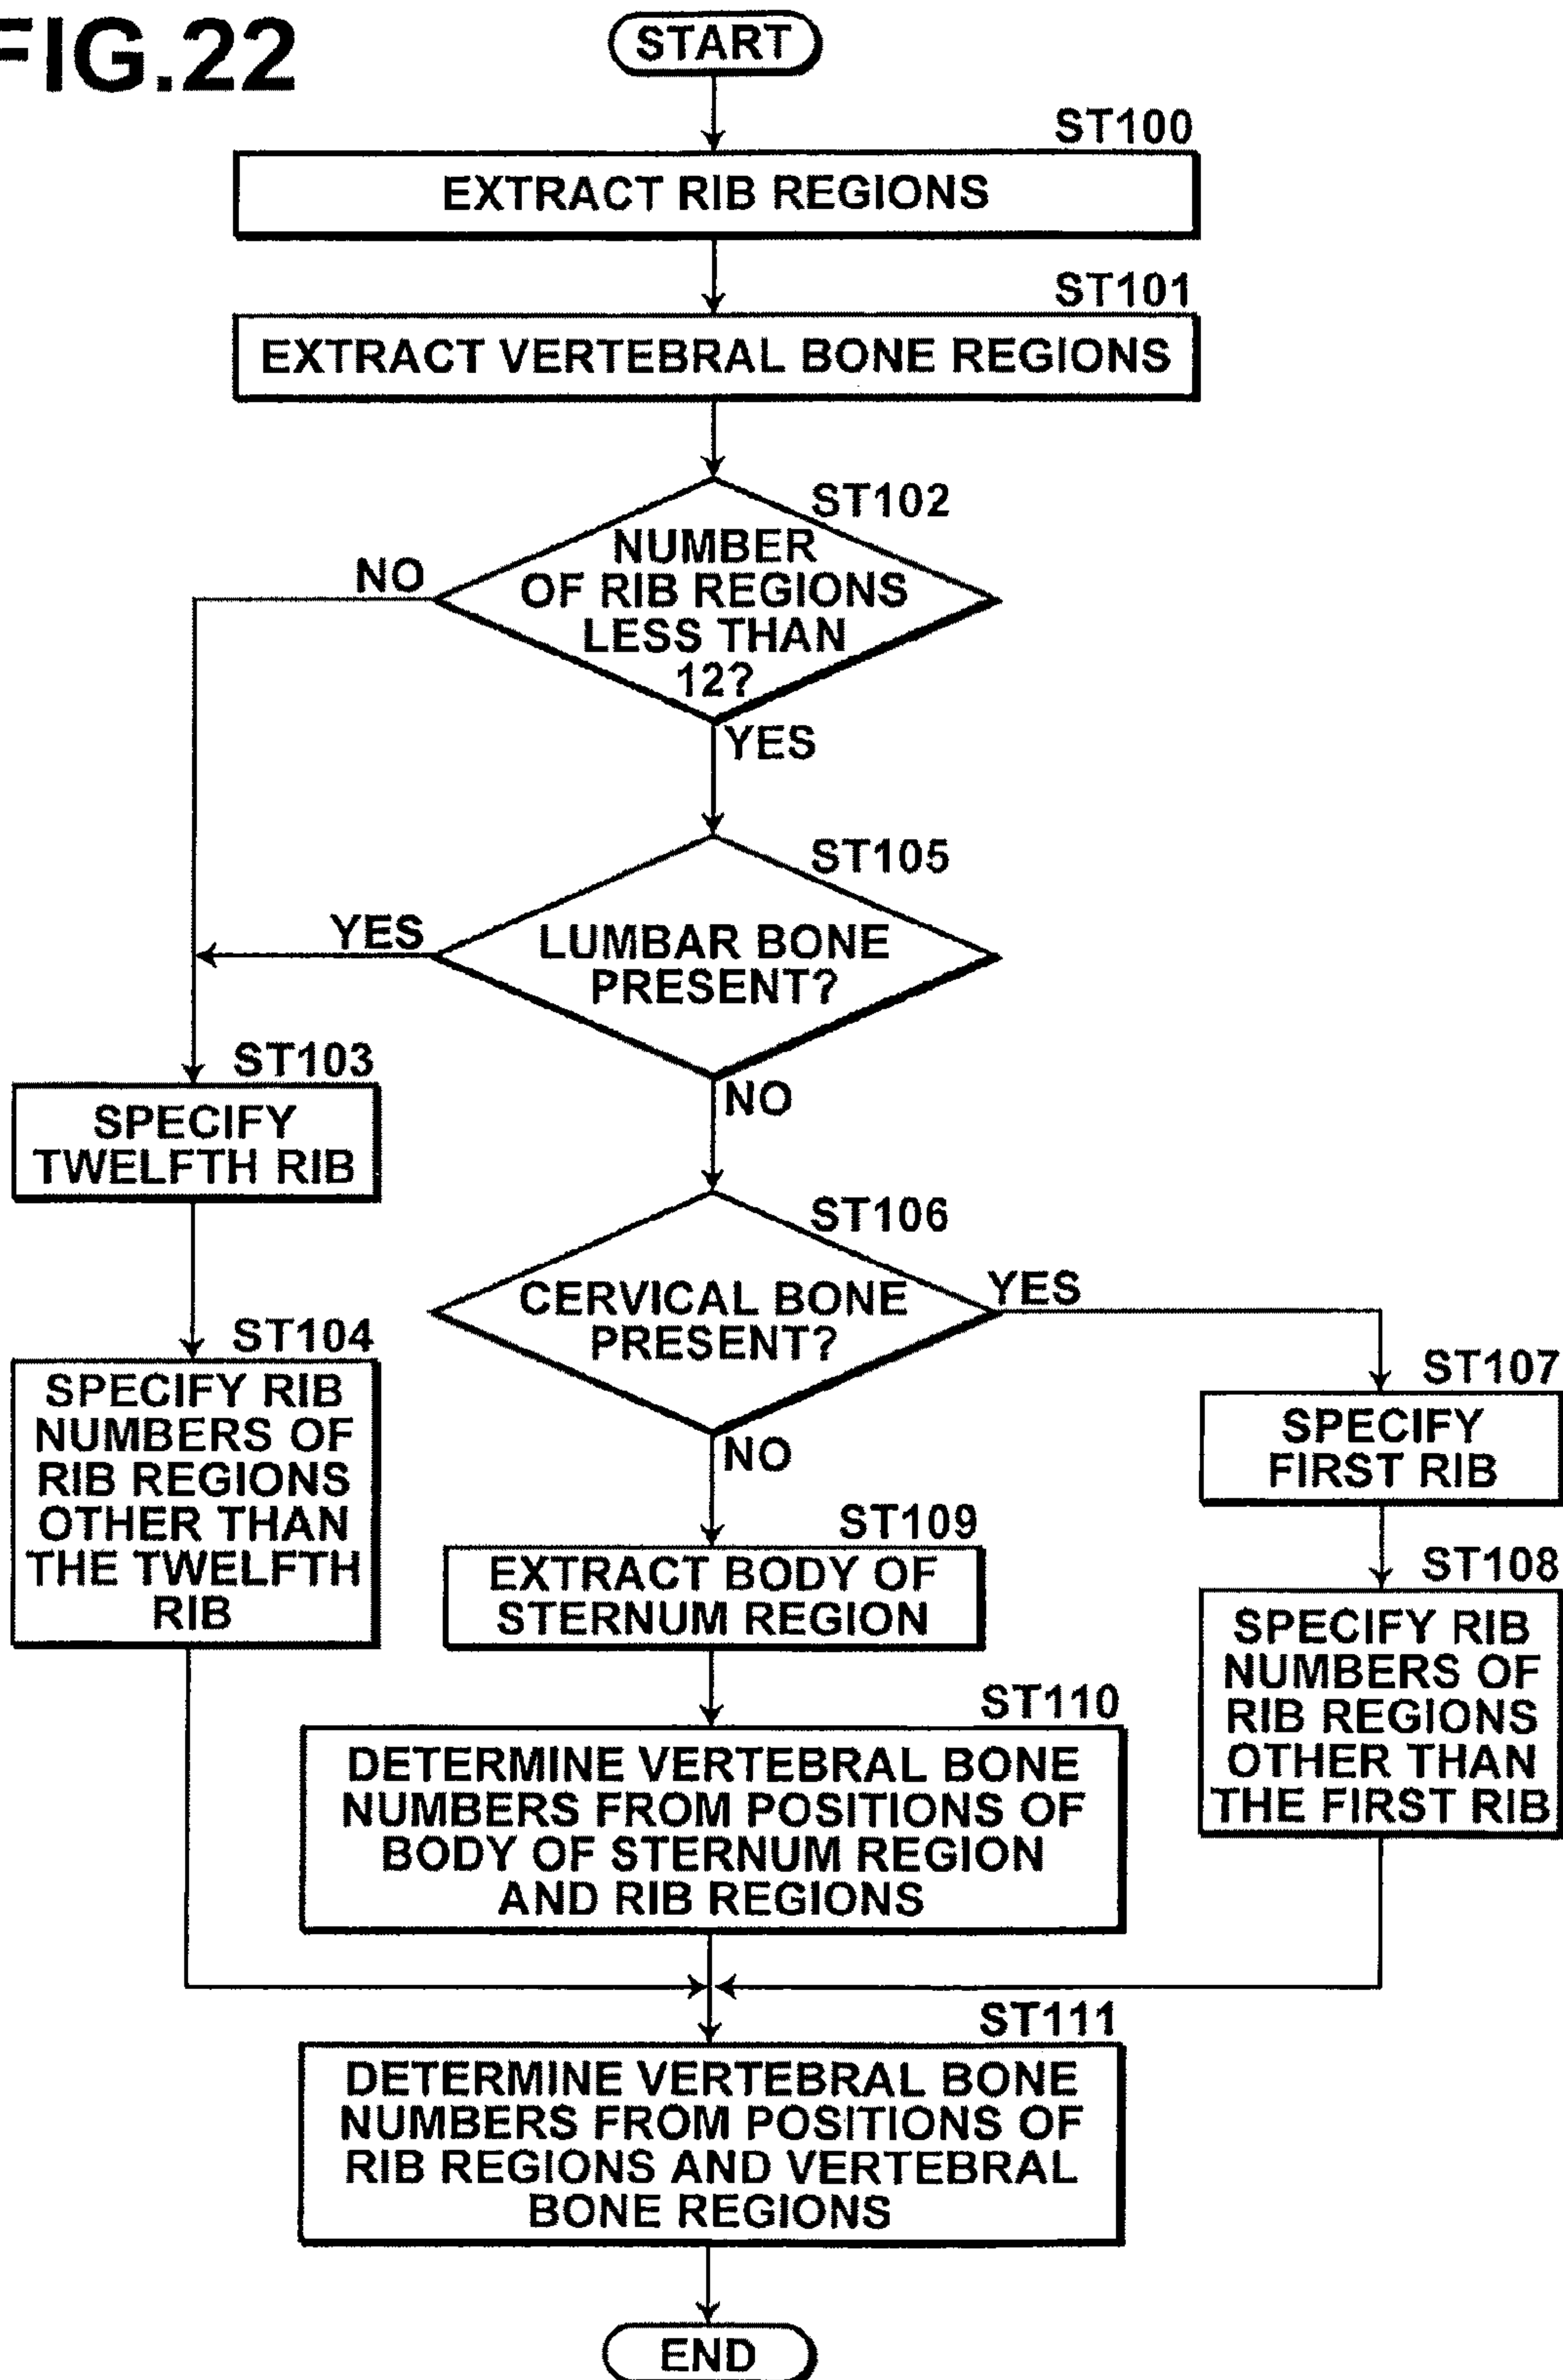 FIG.22
START
ST100
EXTRACT RIB REGIONS
ST101
EXTRACT VERTEBRAL BONE REGIONS
ST102
NUMBER
OF RIB REGIONS
LESS THAN
12?
NO
YES
ST105
LUMBAR BONE
PRESENT?
YES
NO
ST103
SPECIFY
TWELFTH RIB
ST104
SPECIFY RIB
NUMBERS OF
RIB REGIONS
OTHER THAN
THE TWELFTH
RIB
ST106
CERVICAL BONE
PRESENT?
YES
NO
ST107
SPECIFY
FIRST RIB
ST108
SPECIFY RIB
NUMBERS OF
RIB REGIONS
OTHER THAN
THE FIRST RIB
ST109
EXTRACT BODY OF
STERNUM REGION
ST110
DETERMINE VERTEBRAL BONE
NUMBERS FROM POSITIONS OF
BODY OF STERNUM REGION
AND RIB REGIONS
ST111
DETERMINE VERTEBRAL BONE
NUMBERS FROM POSITIONS OF
RIB REGIONS AND VERTEBRAL
BONE REGIONS
END